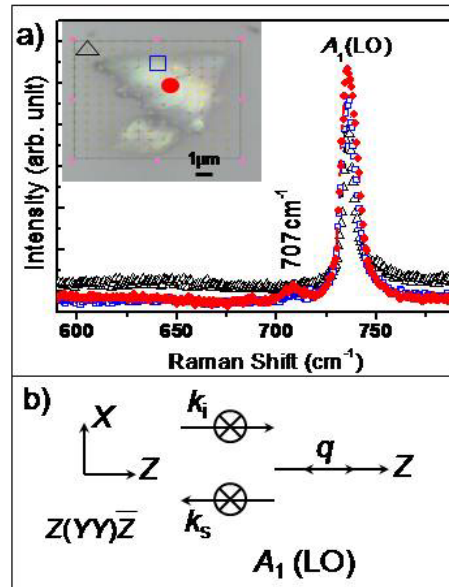 a)
A₁(LO)
1μm
707cm⁻¹
Intensity (arb. unit)
600 650 700 750
Raman Shift (cm⁻¹)
b)
X
Z
kᵢ
q
Z
kₛ
Z(YY)Z̅
A₁ (LO)